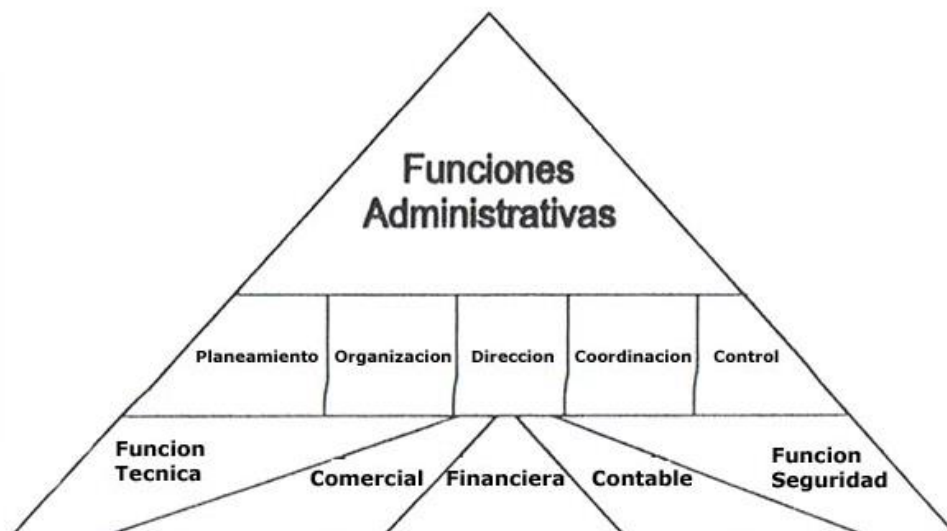 Funciones
Administrativas
Planeamiento Organizacion Direccion Coordinacion Control
Funcion
Tecnica
Comercial Financiera Contable
Funcion
Seguridad